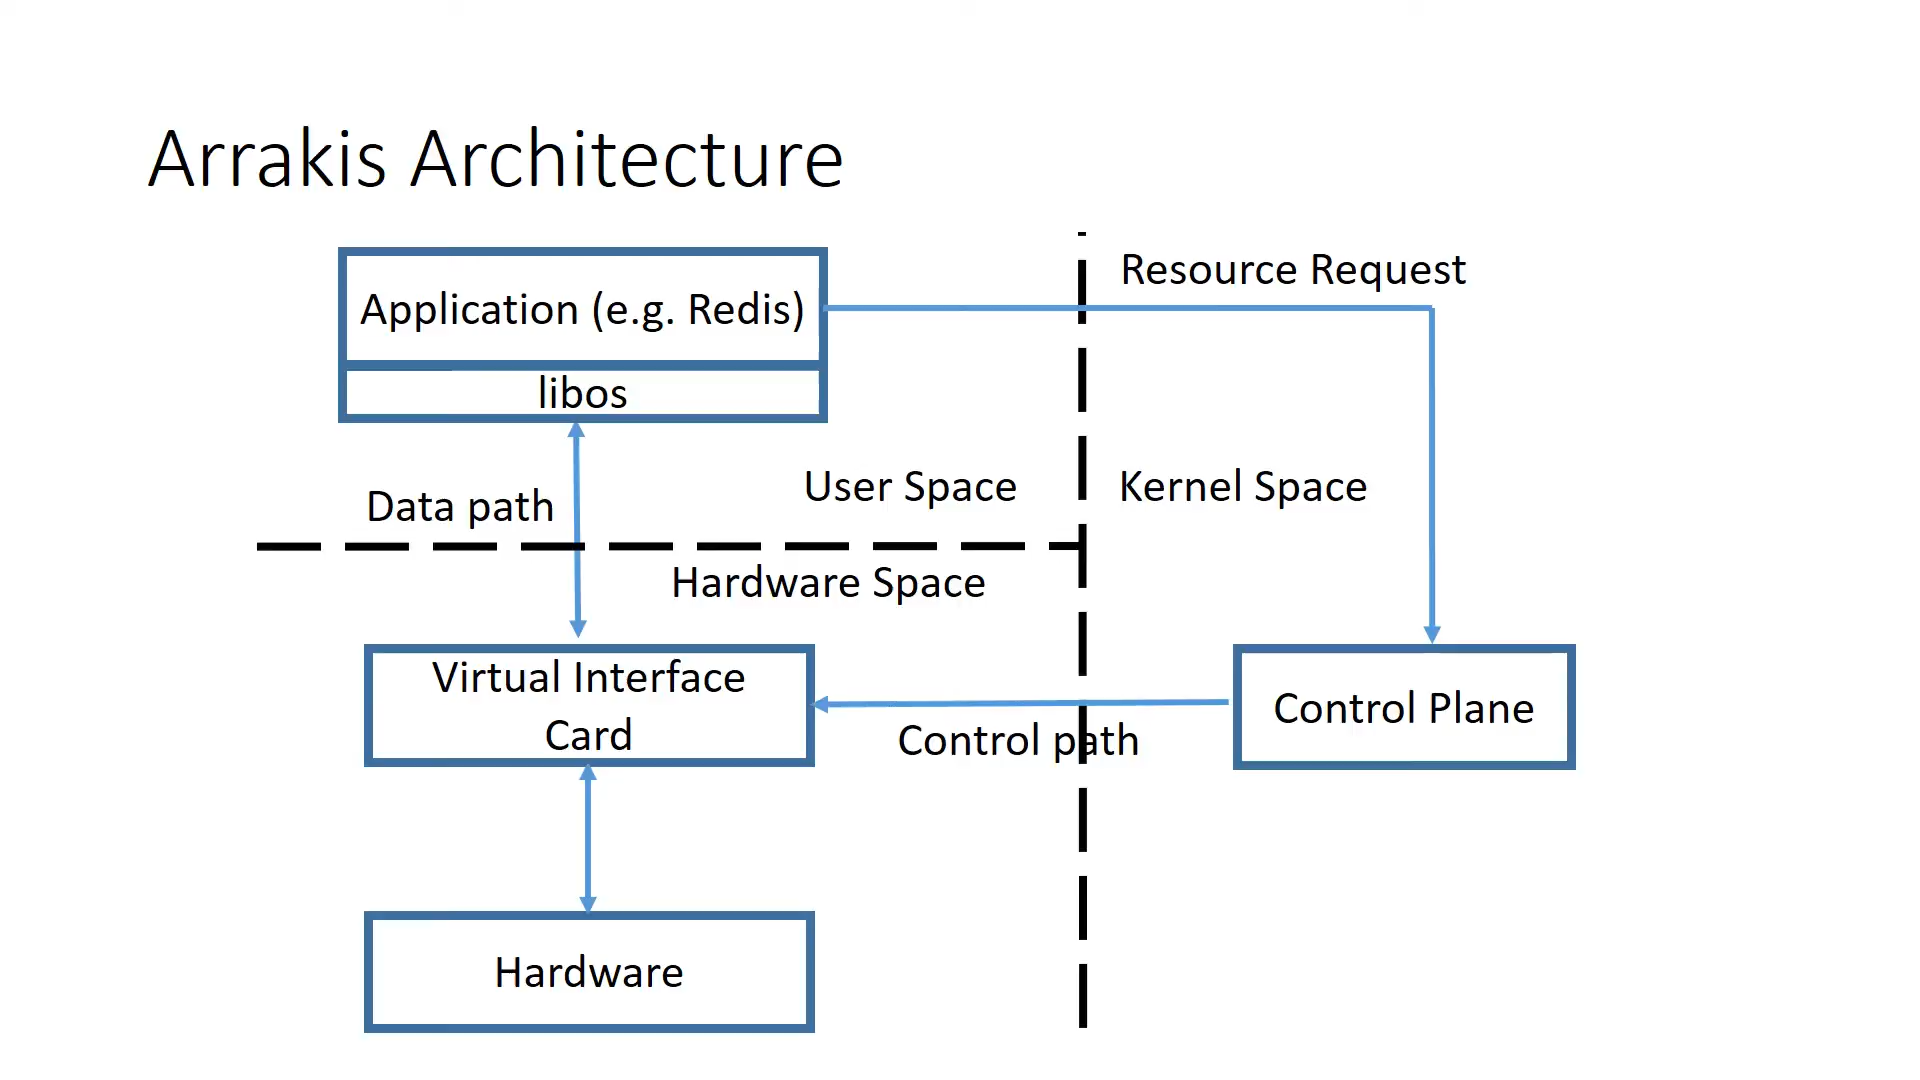 Arrakis Architecture
Resource Request
Application (e.g. Redis)
libos
Data path
User Space
Kernel Space
Hardware Space
Virtual Interface
Card
Control path
Control Plane
Hardware